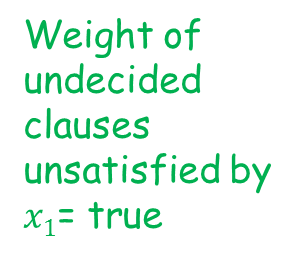 Weight of
undecided
clauses
unsatisfied by
𝑥₁= true